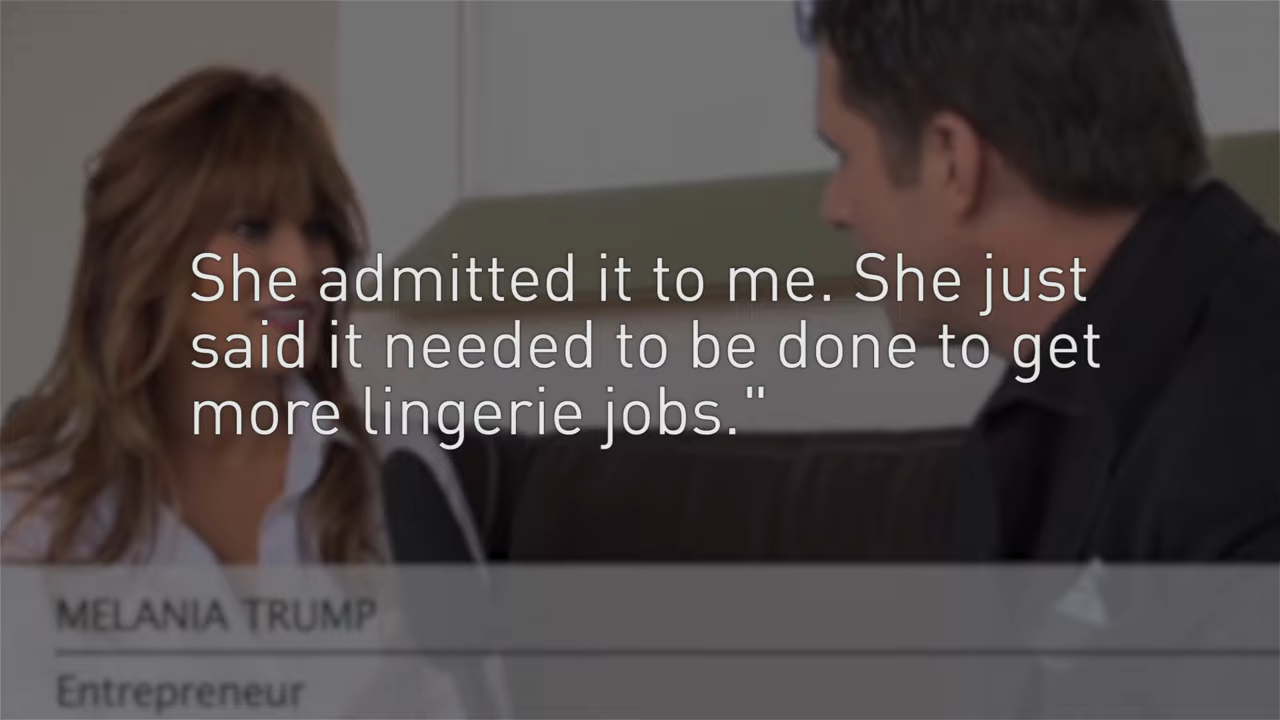 She admitted it to me. She just
said it needed to be done to get
more lingerie jobs."
MELANIA TRUMP
Entrepreneur